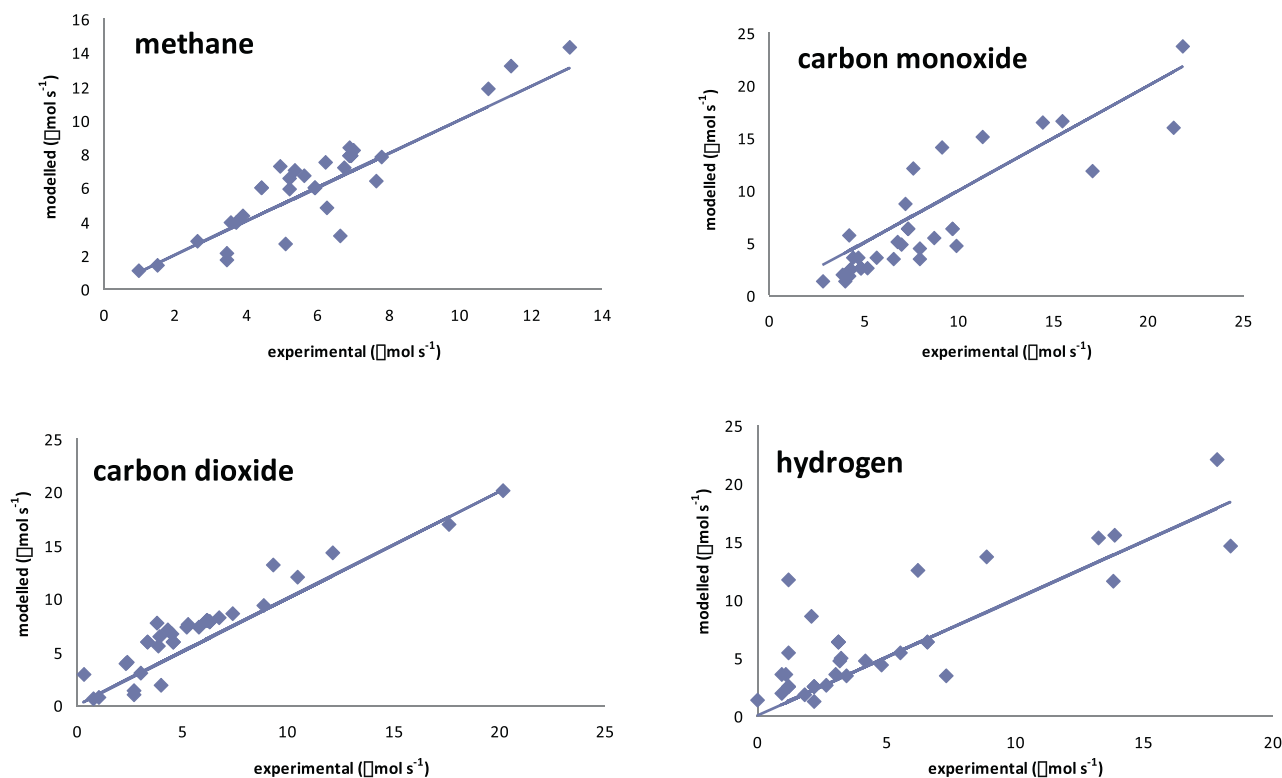 methane
16
14
12
10
8
6
4
2
0
modelled (▯mol s⁻¹)
0 2 4 6 8 10 12 14
experimental (▯mol s⁻¹)
carbon monoxide
25
20
15
10
5
0
modelled (▯mol s⁻¹)
0 5 10 15 20 25
experimental (▯mol s⁻¹)
carbon dioxide
25
20
15
10
5
0
modelled (▯mol s⁻¹)
0 5 10 15 20 25
experimental (▯mol s⁻¹)
hydrogen
25
20
15
10
5
0
modelled (▯mol s⁻¹)
0 5 10 15 20
experimental (▯mol s⁻¹)